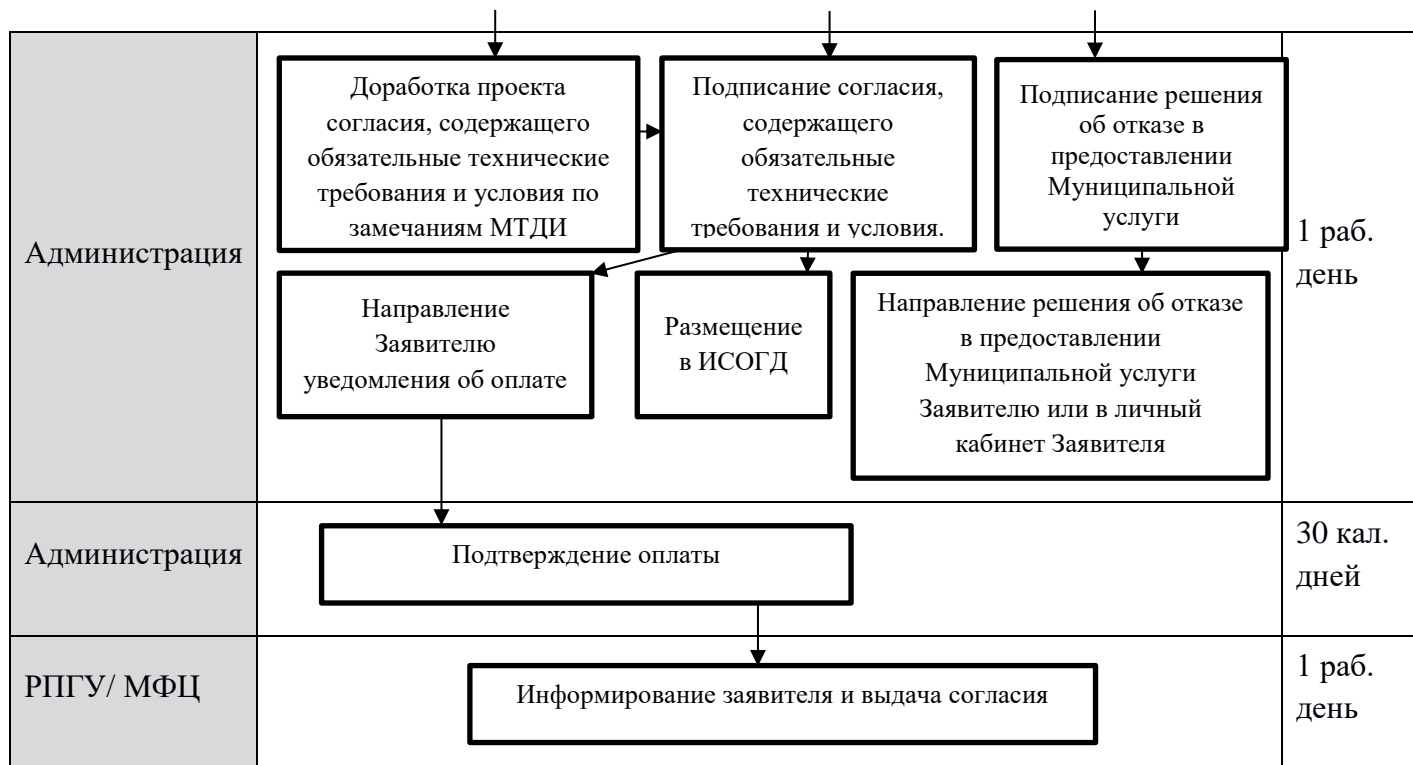 Администрация
Доработка проекта
согласия, содержащего
обязательные технические
требования и условия по
замечаниям МТДИ
Подписание согласия,
содержащего
обязательные
технические
требования и условия.
Подписание решения
об отказе в
предоставлении
Муниципальной
услуги
Направление
Заявителю
уведомления об оплате
Размещение
в ИСОГД
Направление решения об отказе
в предоставлении
Муниципальной услуги
Заявителю или в личный
кабинет Заявителя
1 раб.
день
Администрация
Подтверждение оплаты
30 кал.
дней
РПГУ/ МФЦ
Информирование заявителя и выдача согласия
1 раб.
день